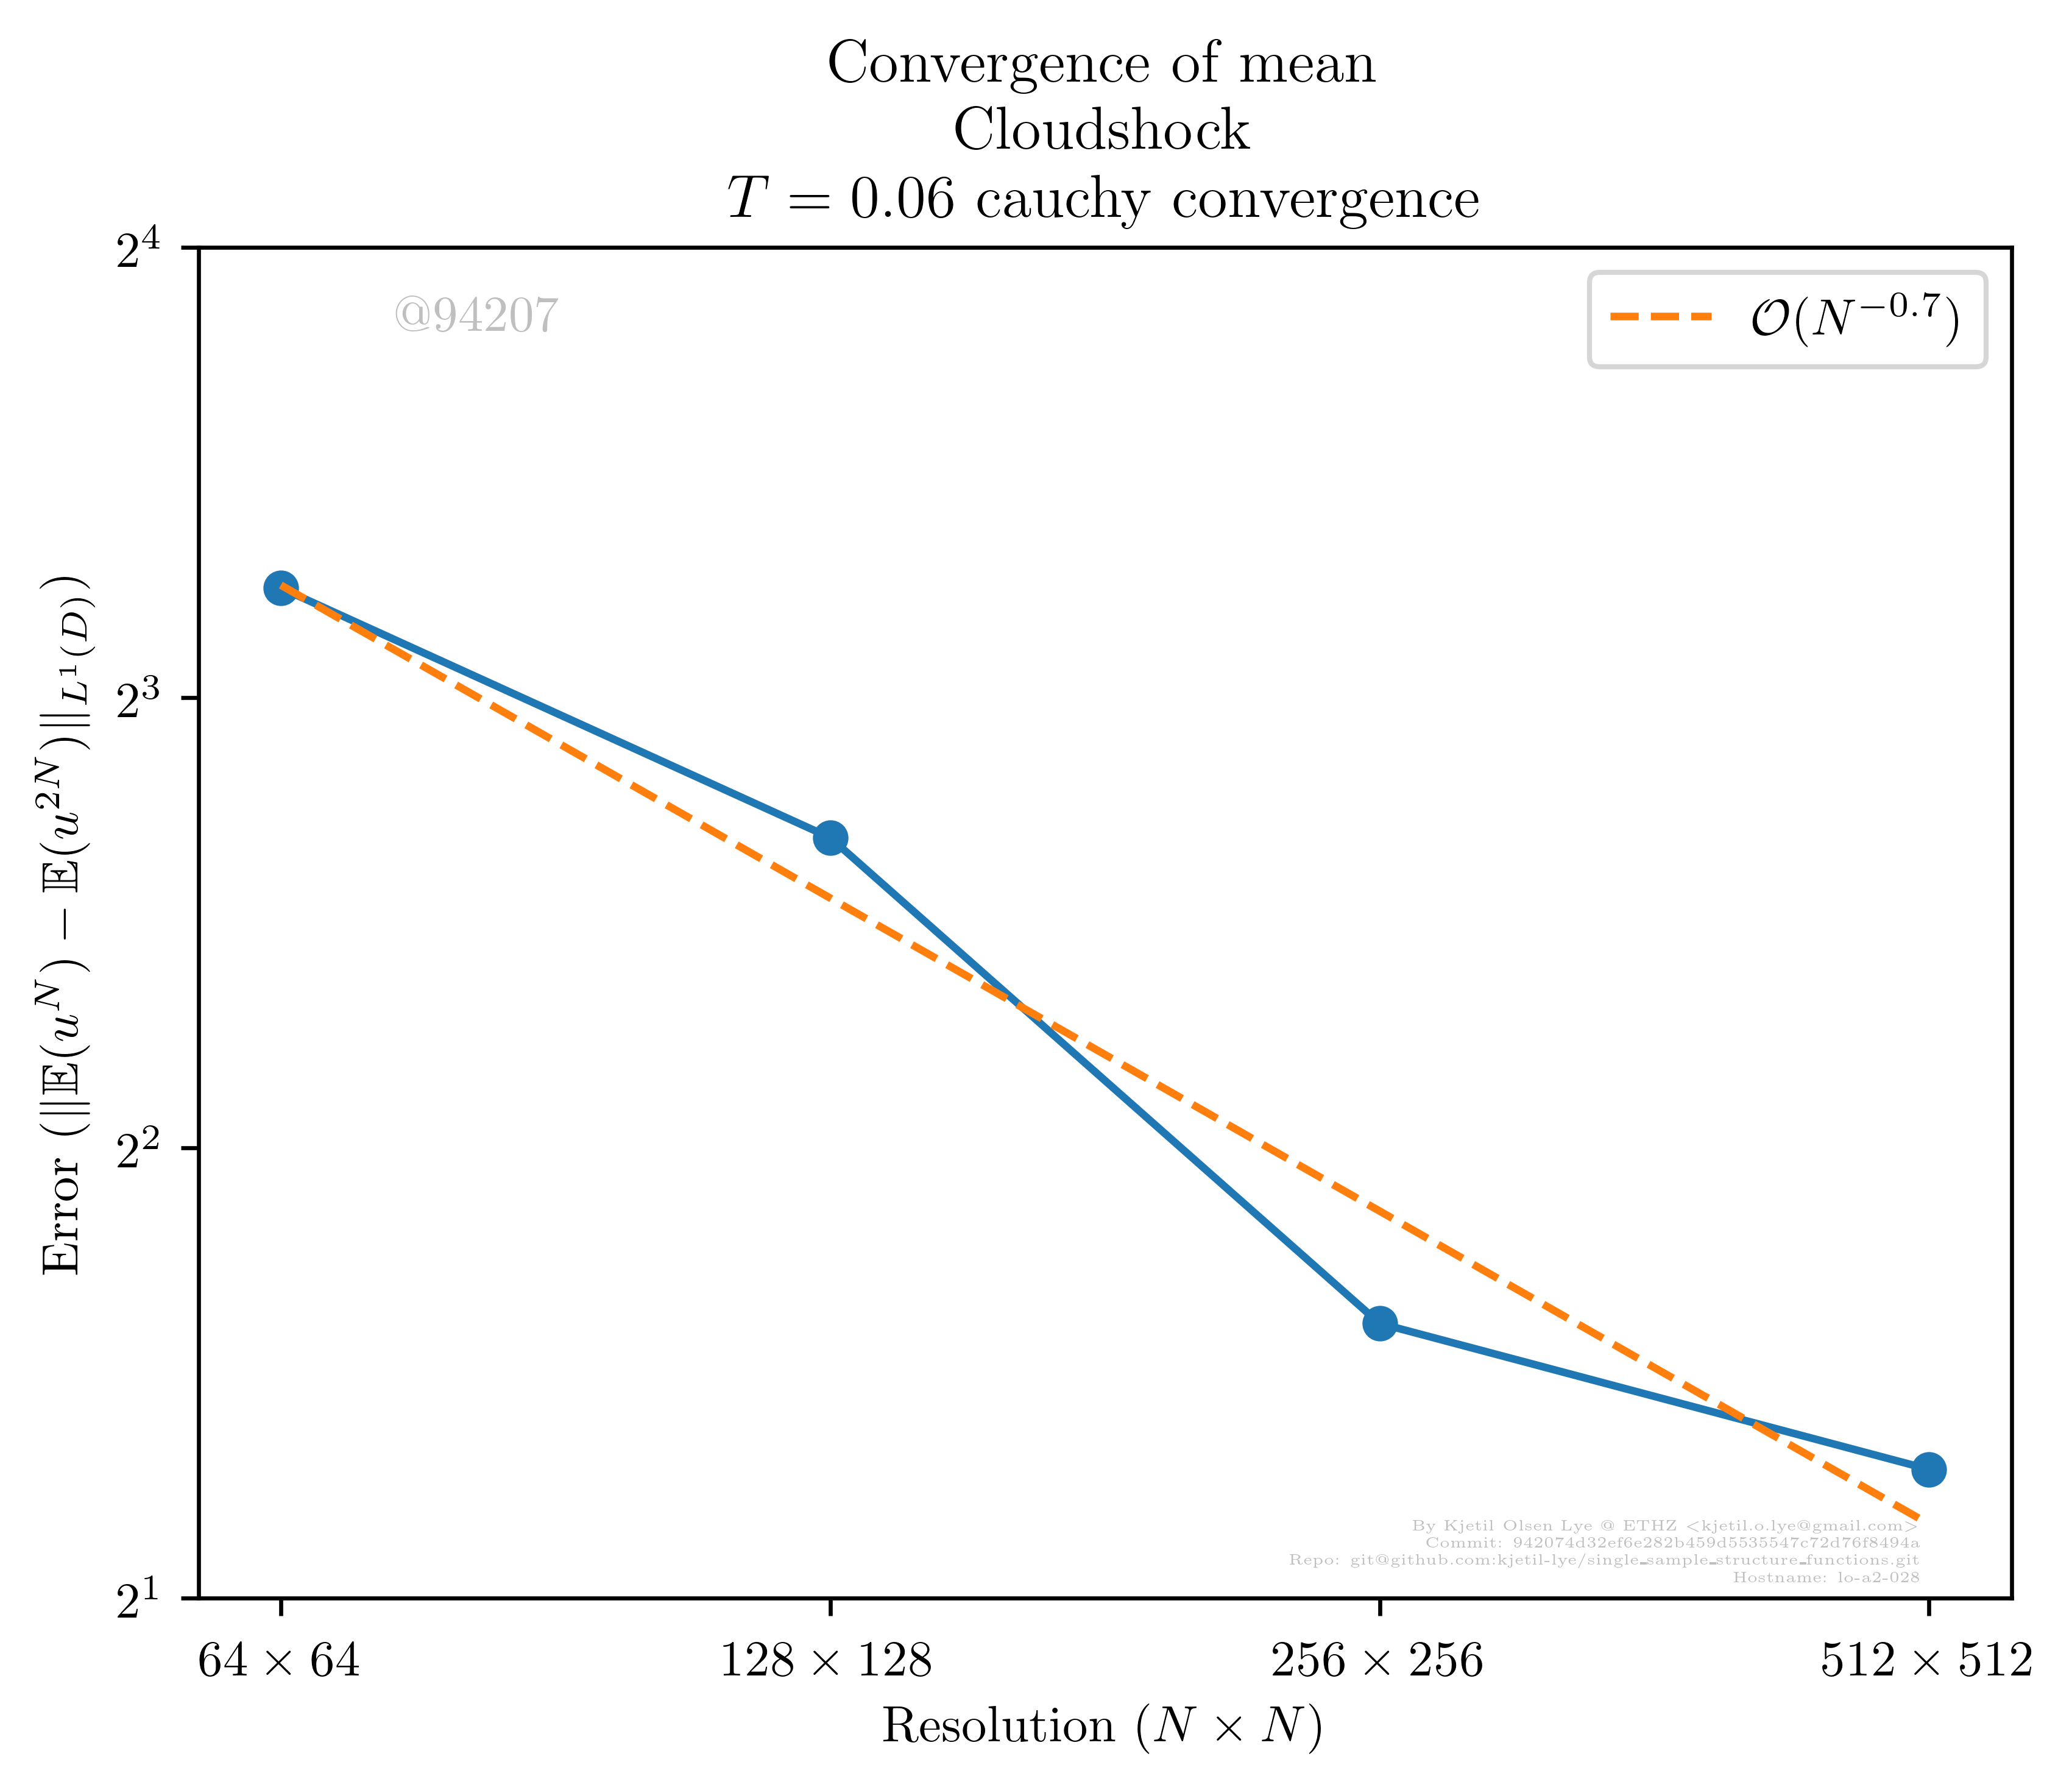 Convergence of mean
Cloudshock
T = 0.06 cauchy convergence
2^4
2^3
2^2
2^1
@94207
𝒪(N^{-0.7})
Error (||𝔼(u^N) − 𝔼(u^{2N})||_{L^1(D)})
By Kjetil Olsen Lye @ ETHZ <kjetil.o.lye@gmail.com>
Commit: 942074d32ef6e282b459d5535547c72d76f8494a
Repo: git@github.com:kjetil-lye/single_sample_structure_functions.git
Hostname: lo-a2-028
64 × 64 128 × 128 256 × 256 512 × 512
Resolution (N × N)